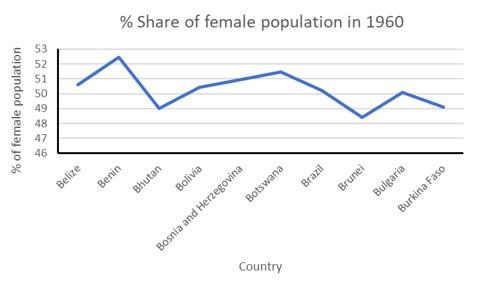 % Share of female population in 1960
% of female population
53
52
51
50
49
48
47
46
Belize
Benin
Bhutan
Bolivia
Bosnia and Herzegovina
Botswana
Brazil
Brunei
Bulgaria
Burkina Faso
Country